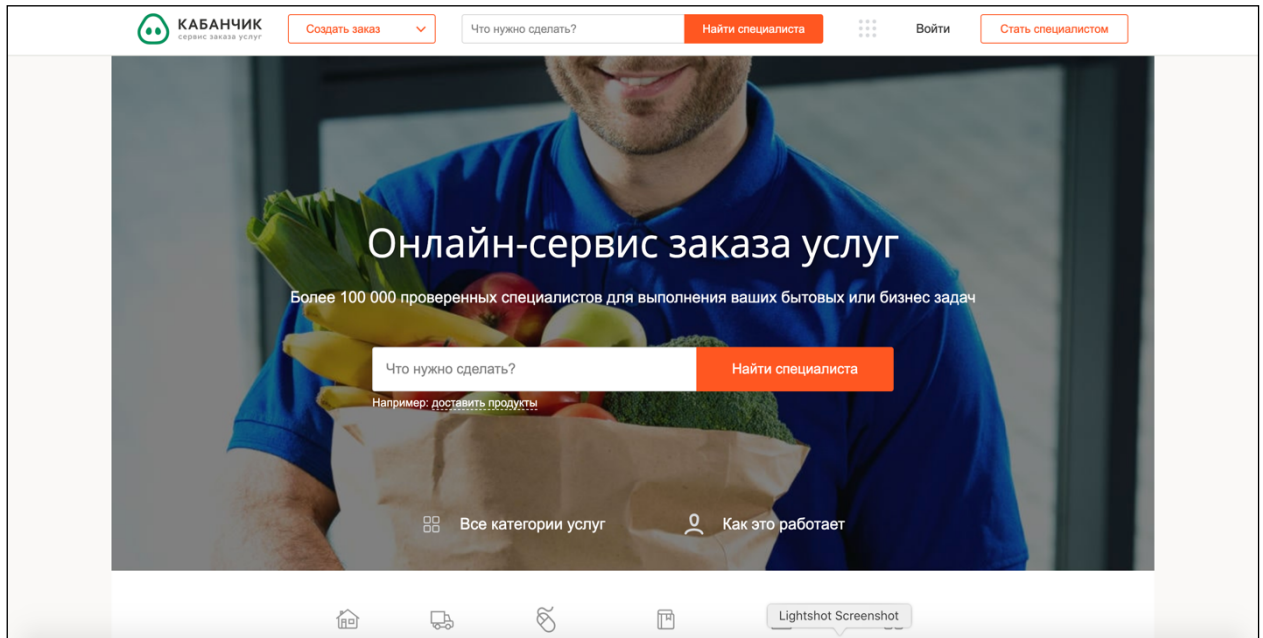 КАБАНЧИК
сервис заказа услуг
Создать заказ
Что нужно сделать?
Найти специалиста
Войти
Стать специалистом
Онлайн-сервис заказа услуг
Более 100 000 проверенных специалистов для выполнения ваших бытовых или бизнес задач
Что нужно сделать?
Найти специалиста
Например: доставить продукты
Все категории услуг
Как это работает
Lightshot Screenshot